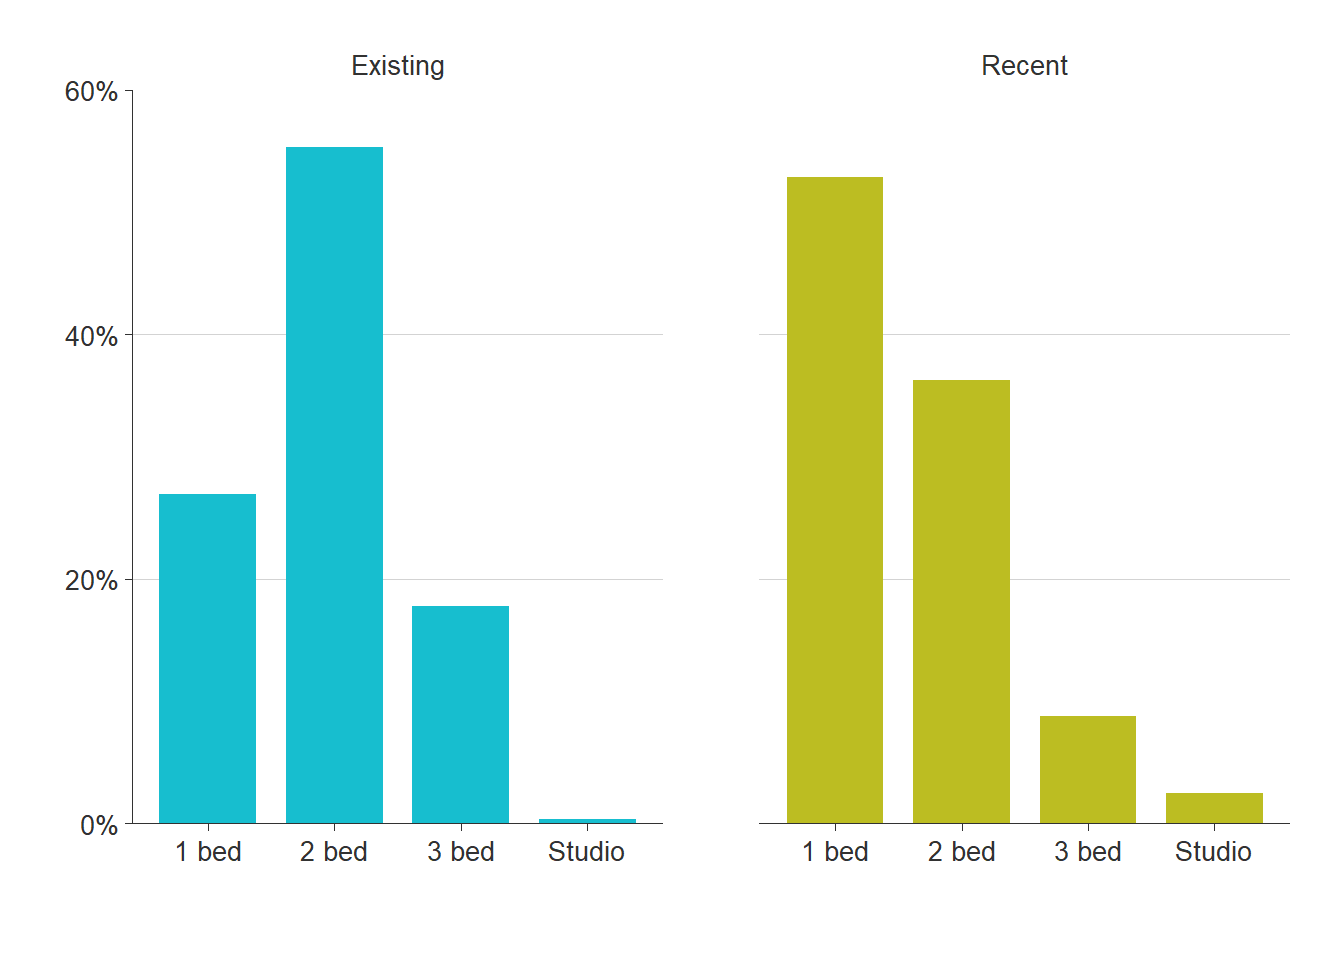 Existing
Recent
60%
40%
20%
0%
1 bed 2 bed 3 bed Studio
1 bed 2 bed 3 bed Studio